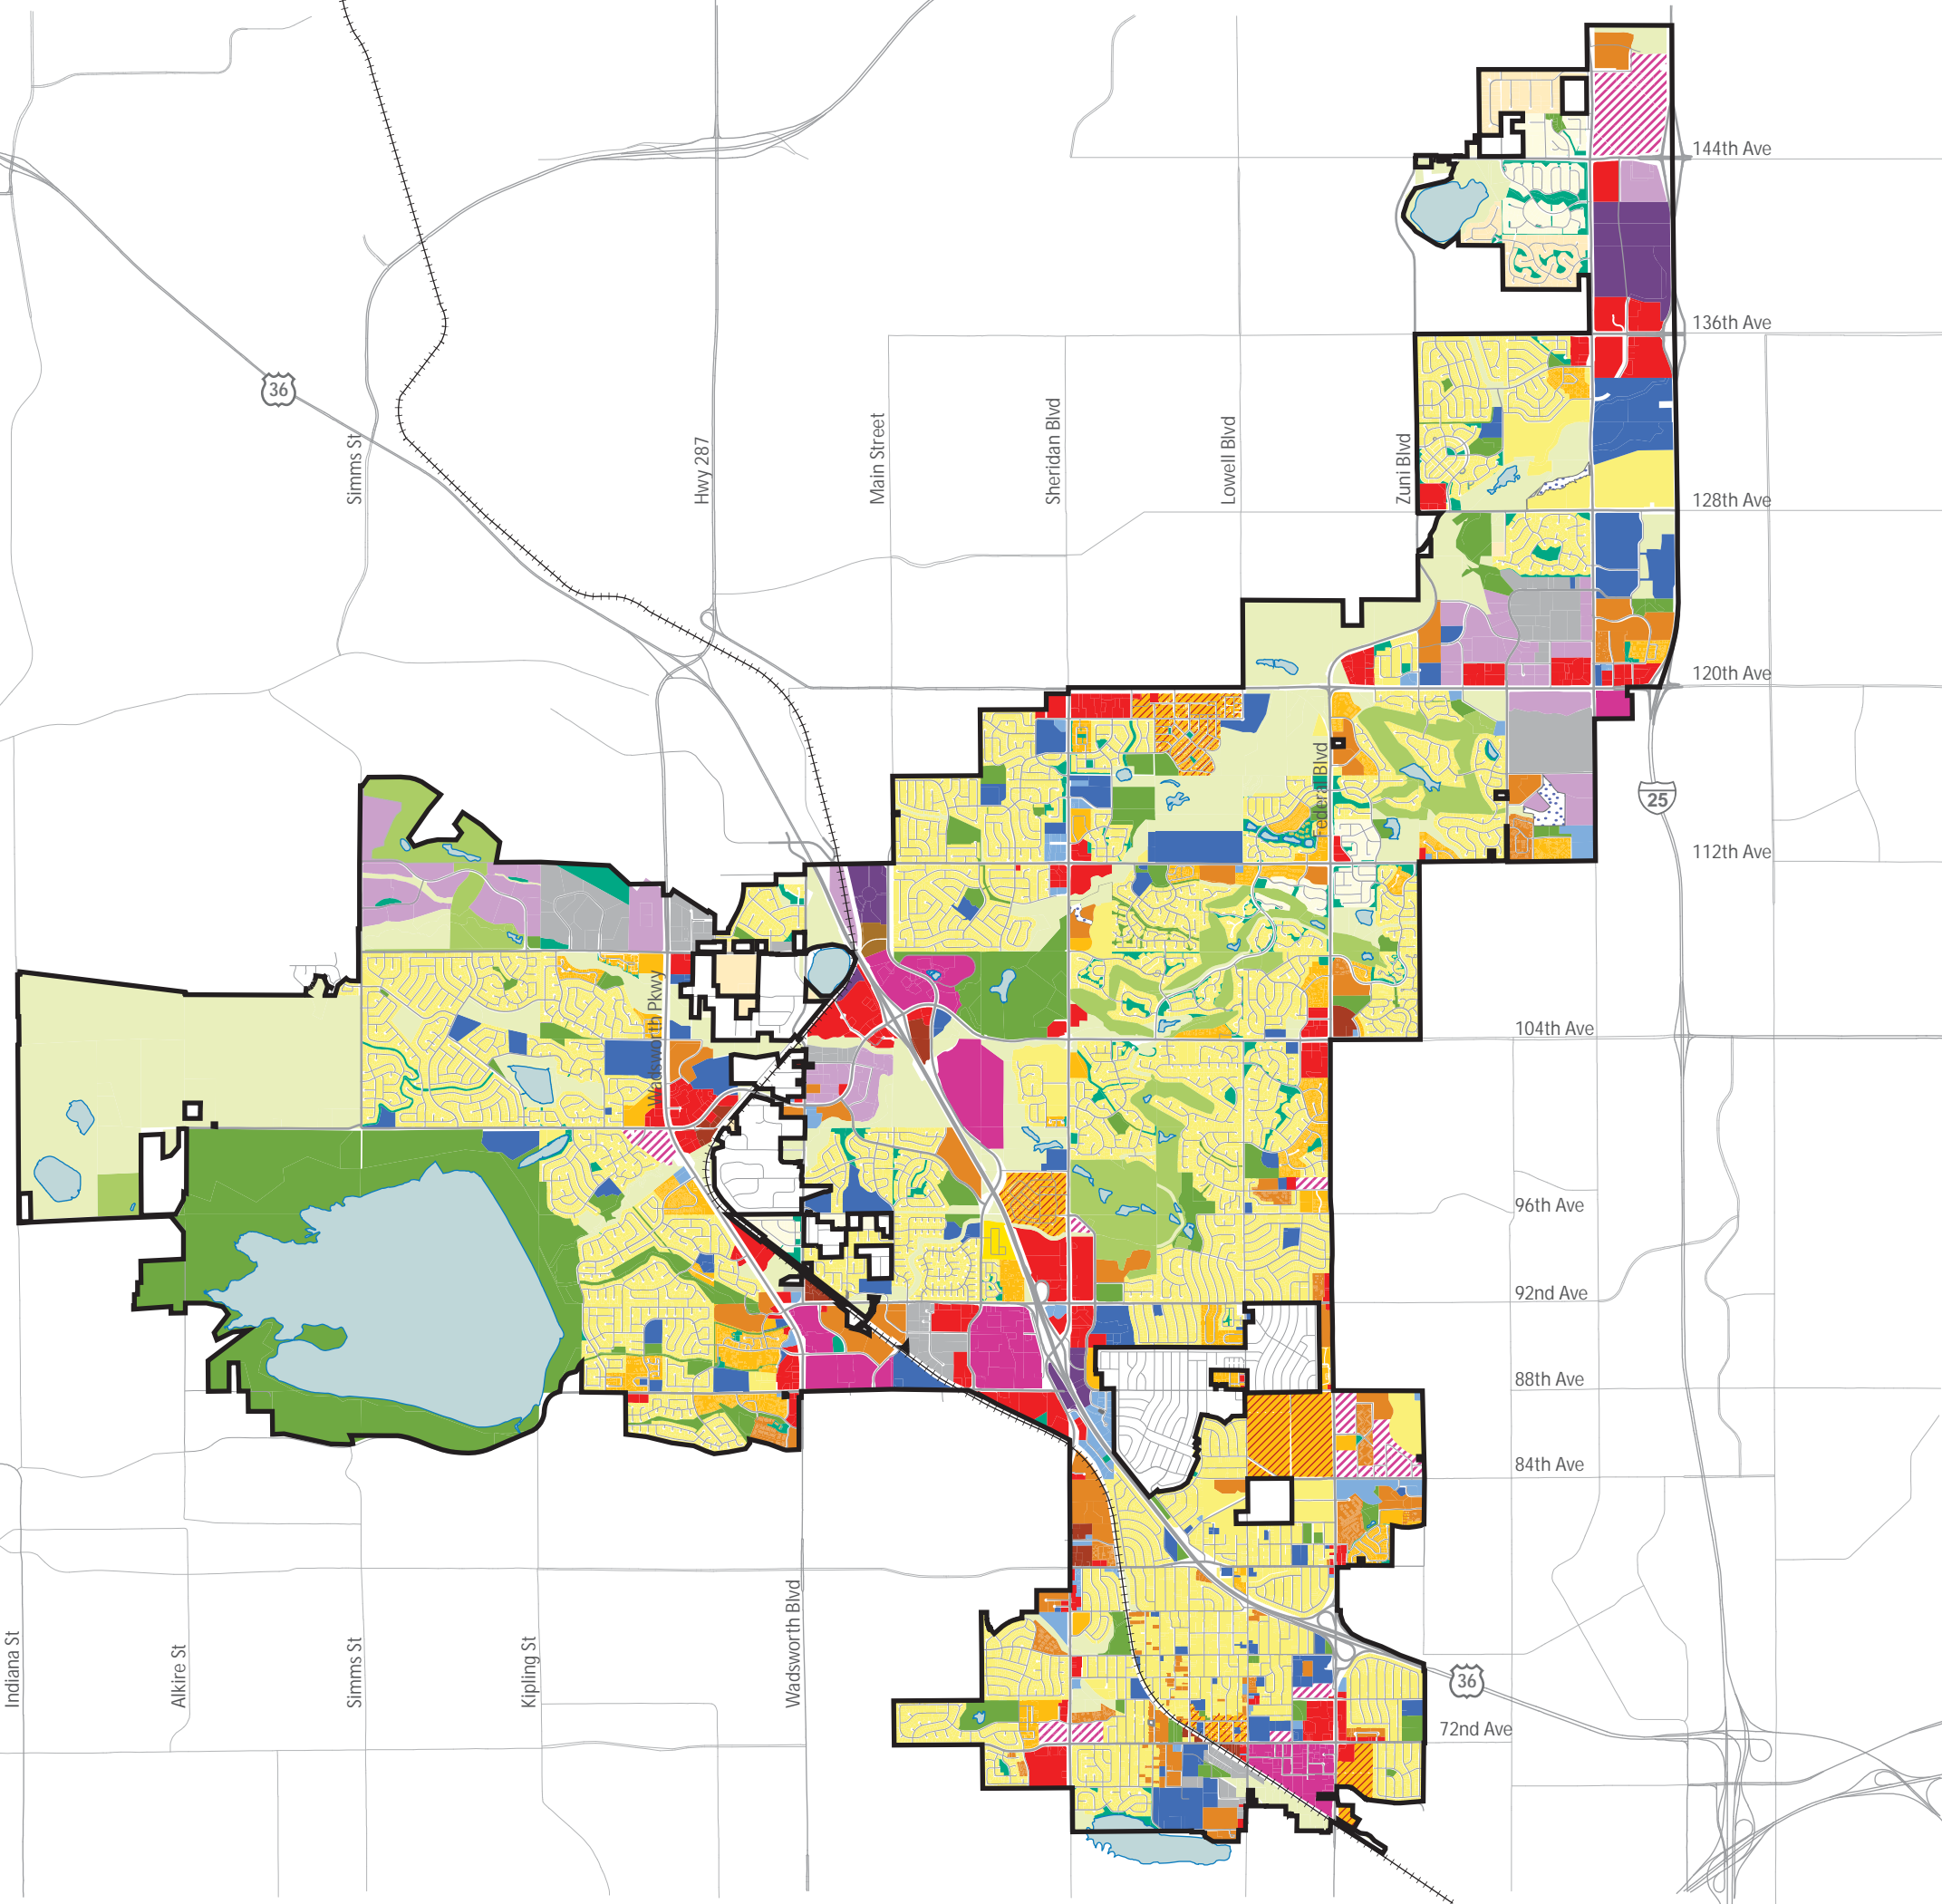 144th Ave
136th Ave
36
Simms St
Hwy 287
Main Street
Sheridan Blvd
Lowell Blvd
Zuni Blvd
128th Ave
120th Ave
Federal Blvd
25
112th Ave
Wadsworth Pkwy
104th Ave
96th Ave
92nd Ave
88th Ave
84th Ave
Indiana St
Alkire St
Simms St
Kipling St
Wadsworth Blvd
36
72nd Ave